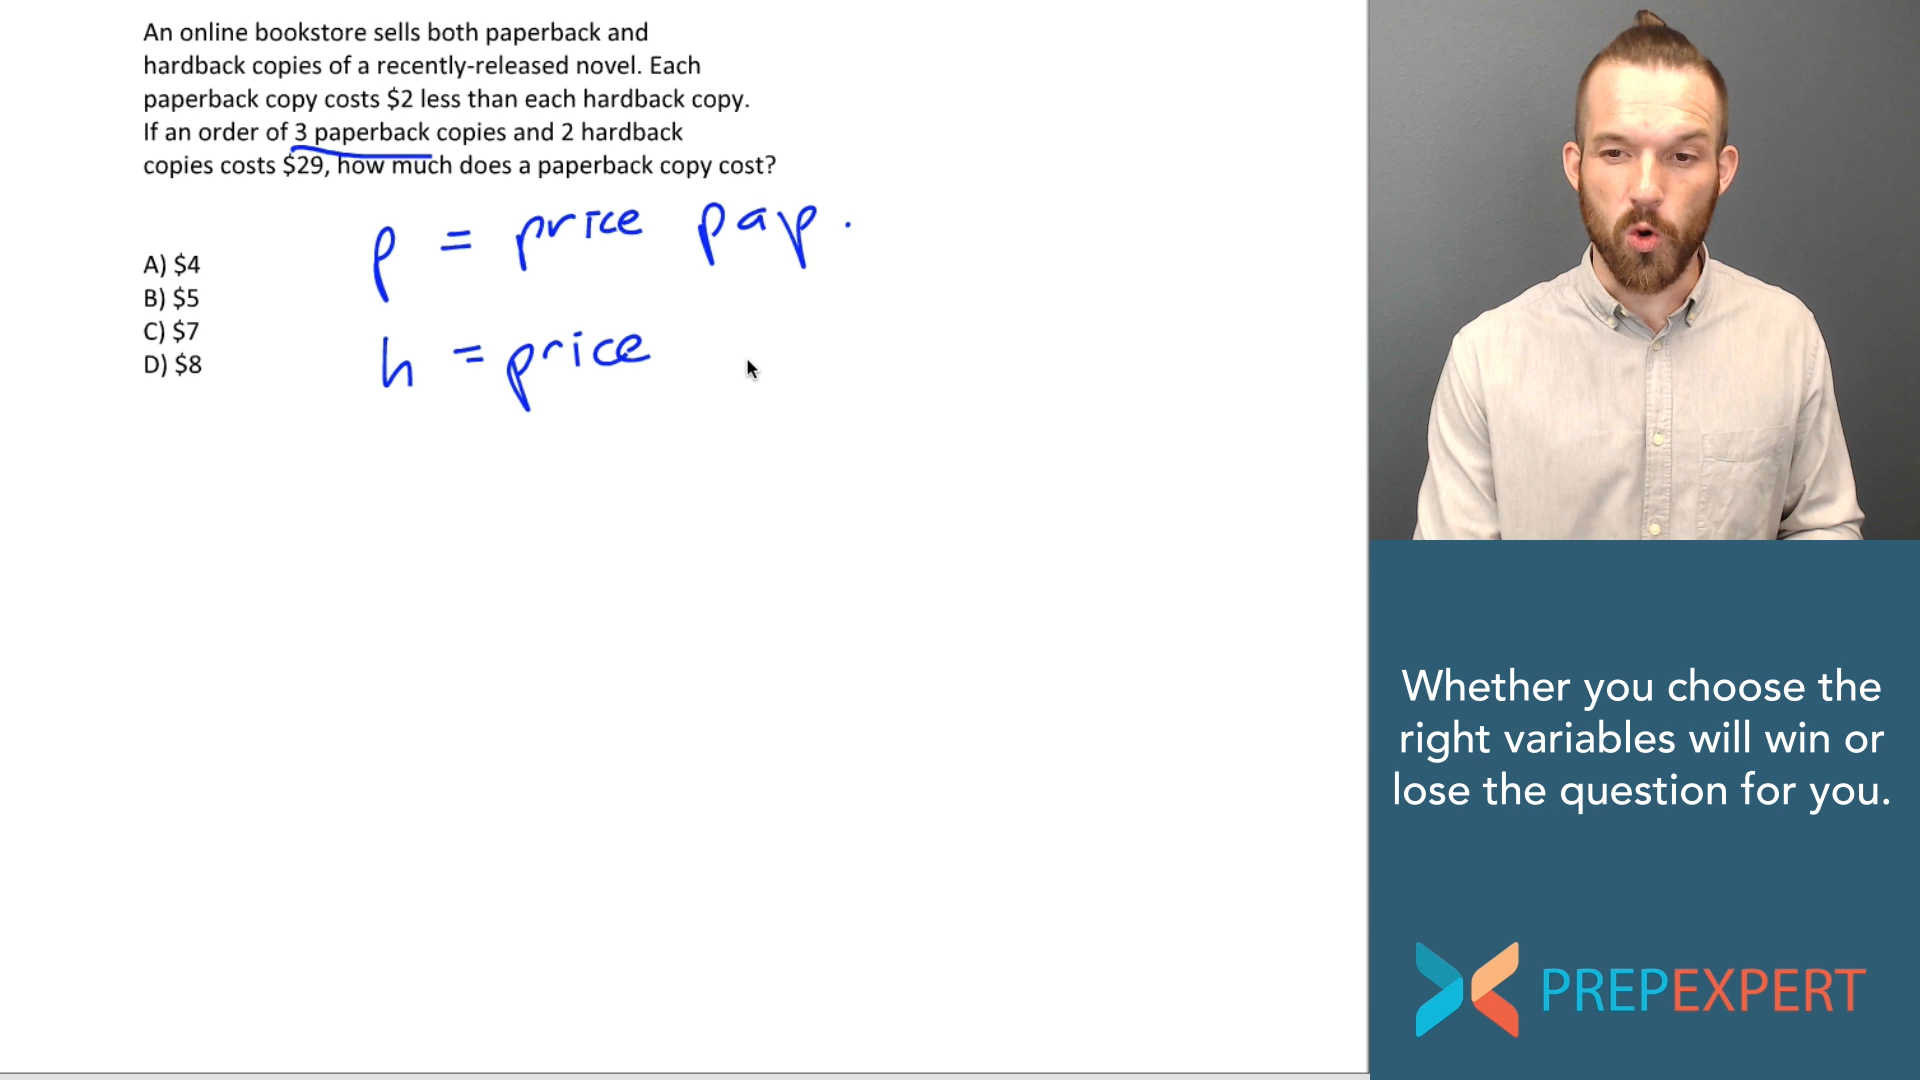 An online bookstore sells both paperback and
hardback copies of a recently-released novel. Each
paperback copy costs $2 less than each hardback copy.
If an order of 3 paperback copies and 2 hardback
copies costs $29, how much does a paperback copy cost?
p = price pap.
A) $4
B) $5
C) $7
D) $8
h = price
Whether you choose the
right variables will win or
lose the question for you.
PREPEXPERT